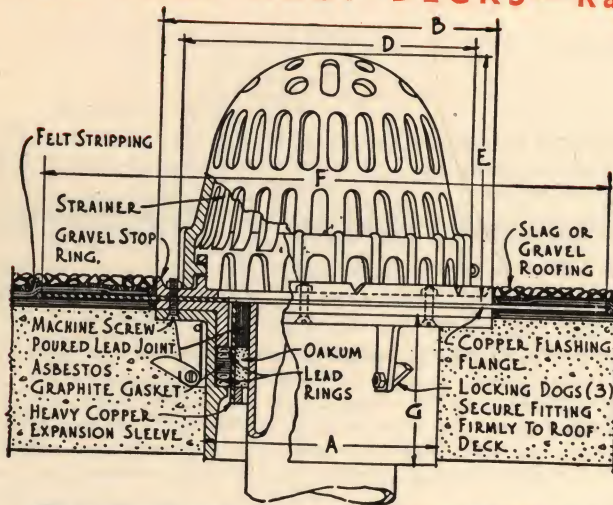 DECKS
B
D
E
FELT STRIPPING
F
STRAINER
GRAVEL STOP
RING.
SLAG OR
GRAVEL
ROOFING
MACHINE SCREW
POURED LEAD JOINT
ASBESTOS
GRAPHITE GASKET
HEAVY COPPER
EXPANSION SLEEVE
OAKUM
LEAD
RINGS
COPPER FLASHING
FLANGE
LOCKING DOGS (3)
SECURE FITTING
FIRMLY TO ROOF
DECK.
G
A